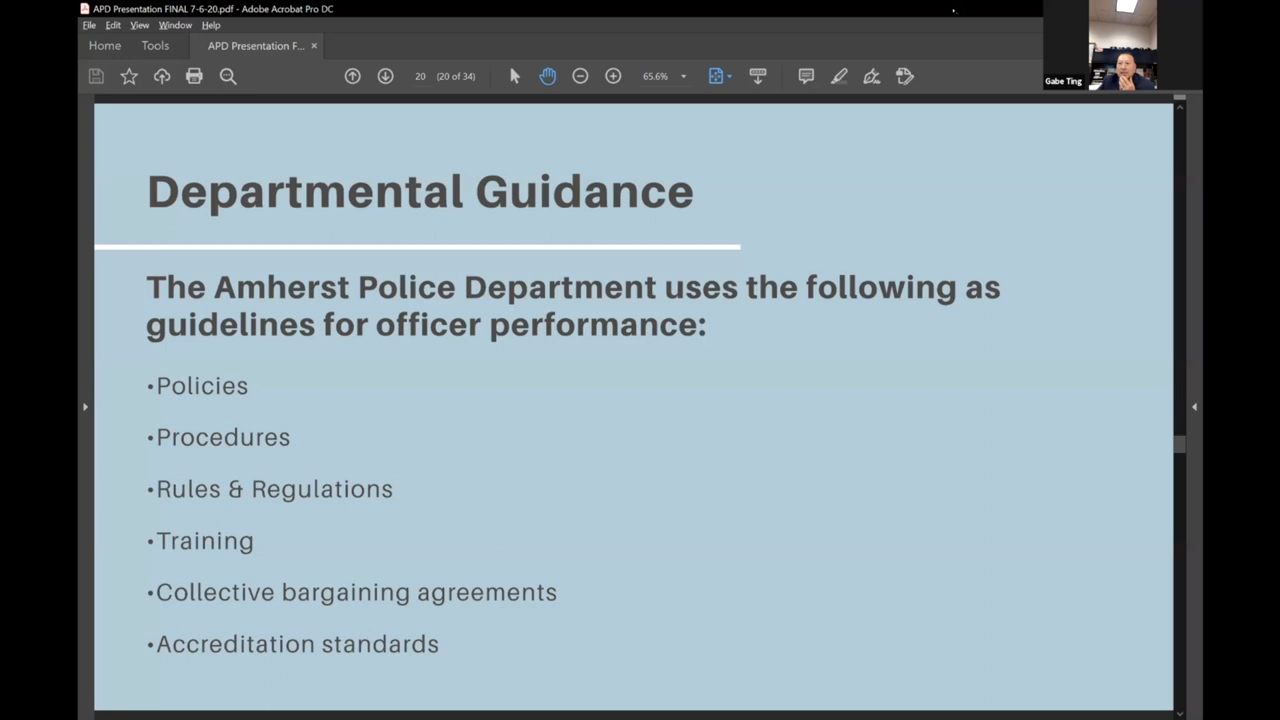 APD Presentation FINAL 7-6-20.pdf - Adobe Acrobat Pro DC
File Edit View Window Help
Home Tools APD Presentation F... ×
20 (20 of 34) 65.6%
Gabe Ting
Departmental Guidance
The Amherst Police Department uses the following as
guidelines for officer performance:
•Policies
•Procedures
•Rules & Regulations
•Training
•Collective bargaining agreements
•Accreditation standards